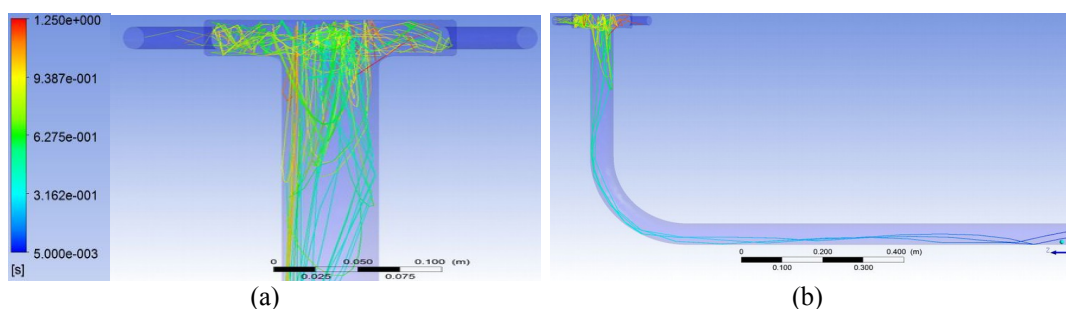 1.250e+000
9.387e-001
6.275e-001
3.162e-001
5.000e-003
[s]
0 0.050 0.100 (m)
0.025 0.075
(a)
0 0.200 0.400 (m)
0.100 0.300
Z
(b)